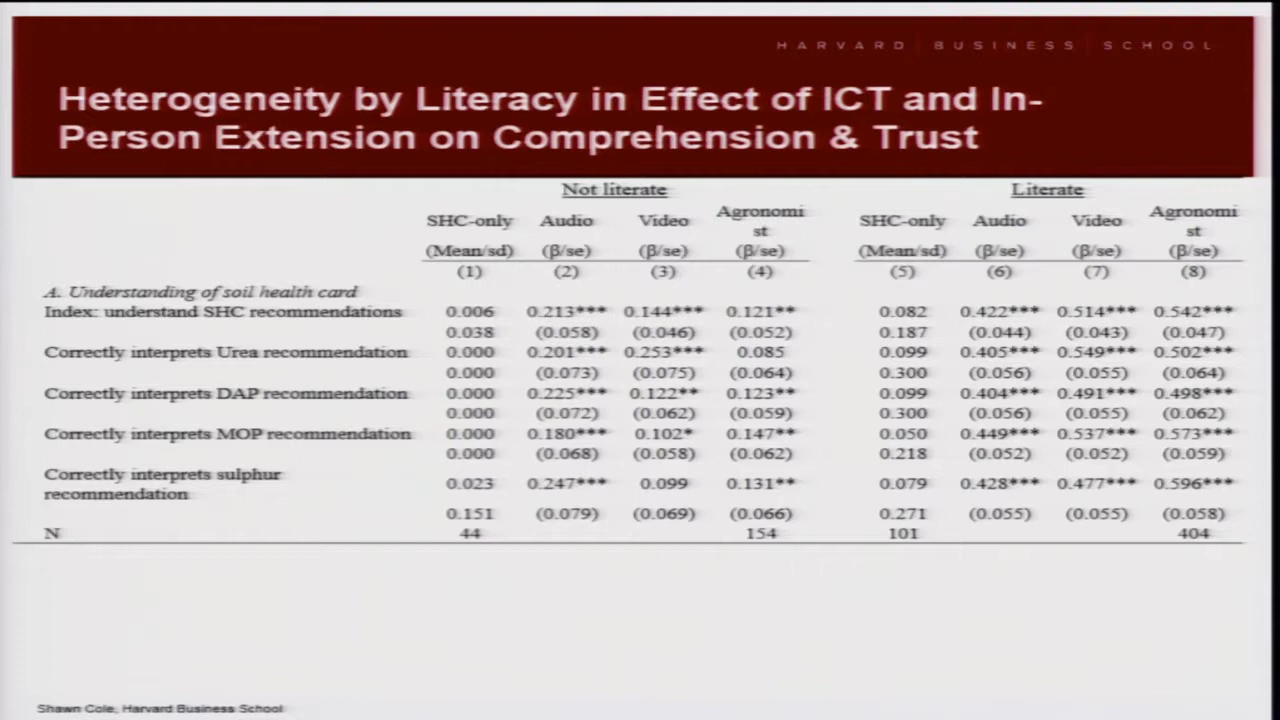 HARVARD | BUSINESS | SCHOOL
Heterogeneity by Literacy in Effect of ICT and In-
Person Extension on Comprehension & Trust
Not literate Literate
SHC-only Audio Video Agronomi st SHC-only Audio Video Agronomi st
(Mean/sd) (β/se) (β/se) (β/se) (Mean/sd) (β/se) (β/se) (β/se)
(1) (2) (3) (4) (5) (6) (7) (8)
A. Understanding of soil health card
Index: understand SHC recommendations 0.006 0.213*** 0.144*** 0.121** 0.082 0.422*** 0.514*** 0.542***
0.038 (0.058) (0.046) (0.052) 0.187 (0.044) (0.043) (0.047)
Correctly interprets Urea recommendation 0.000 0.201*** 0.253*** 0.085 0.099 0.405*** 0.549*** 0.502***
0.000 (0.073) (0.075) (0.064) 0.300 (0.056) (0.055) (0.064)
Correctly interprets DAP recommendation 0.000 0.225*** 0.122** 0.123** 0.099 0.404*** 0.491*** 0.498***
0.000 (0.072) (0.062) (0.059) 0.300 (0.056) (0.055) (0.062)
Correctly interprets MOP recommendation 0.000 0.180*** 0.102* 0.147** 0.050 0.449*** 0.537*** 0.573***
0.000 (0.068) (0.058) (0.062) 0.218 (0.052) (0.052) (0.059)
Correctly interprets sulphur
recommendation 0.023 0.247*** 0.099 0.131** 0.079 0.428*** 0.477*** 0.596***
0.151 (0.079) (0.069) (0.066) 0.271 (0.055) (0.055) (0.058)
N 44 154 101 404
Shawn Cole, Harvard Business School